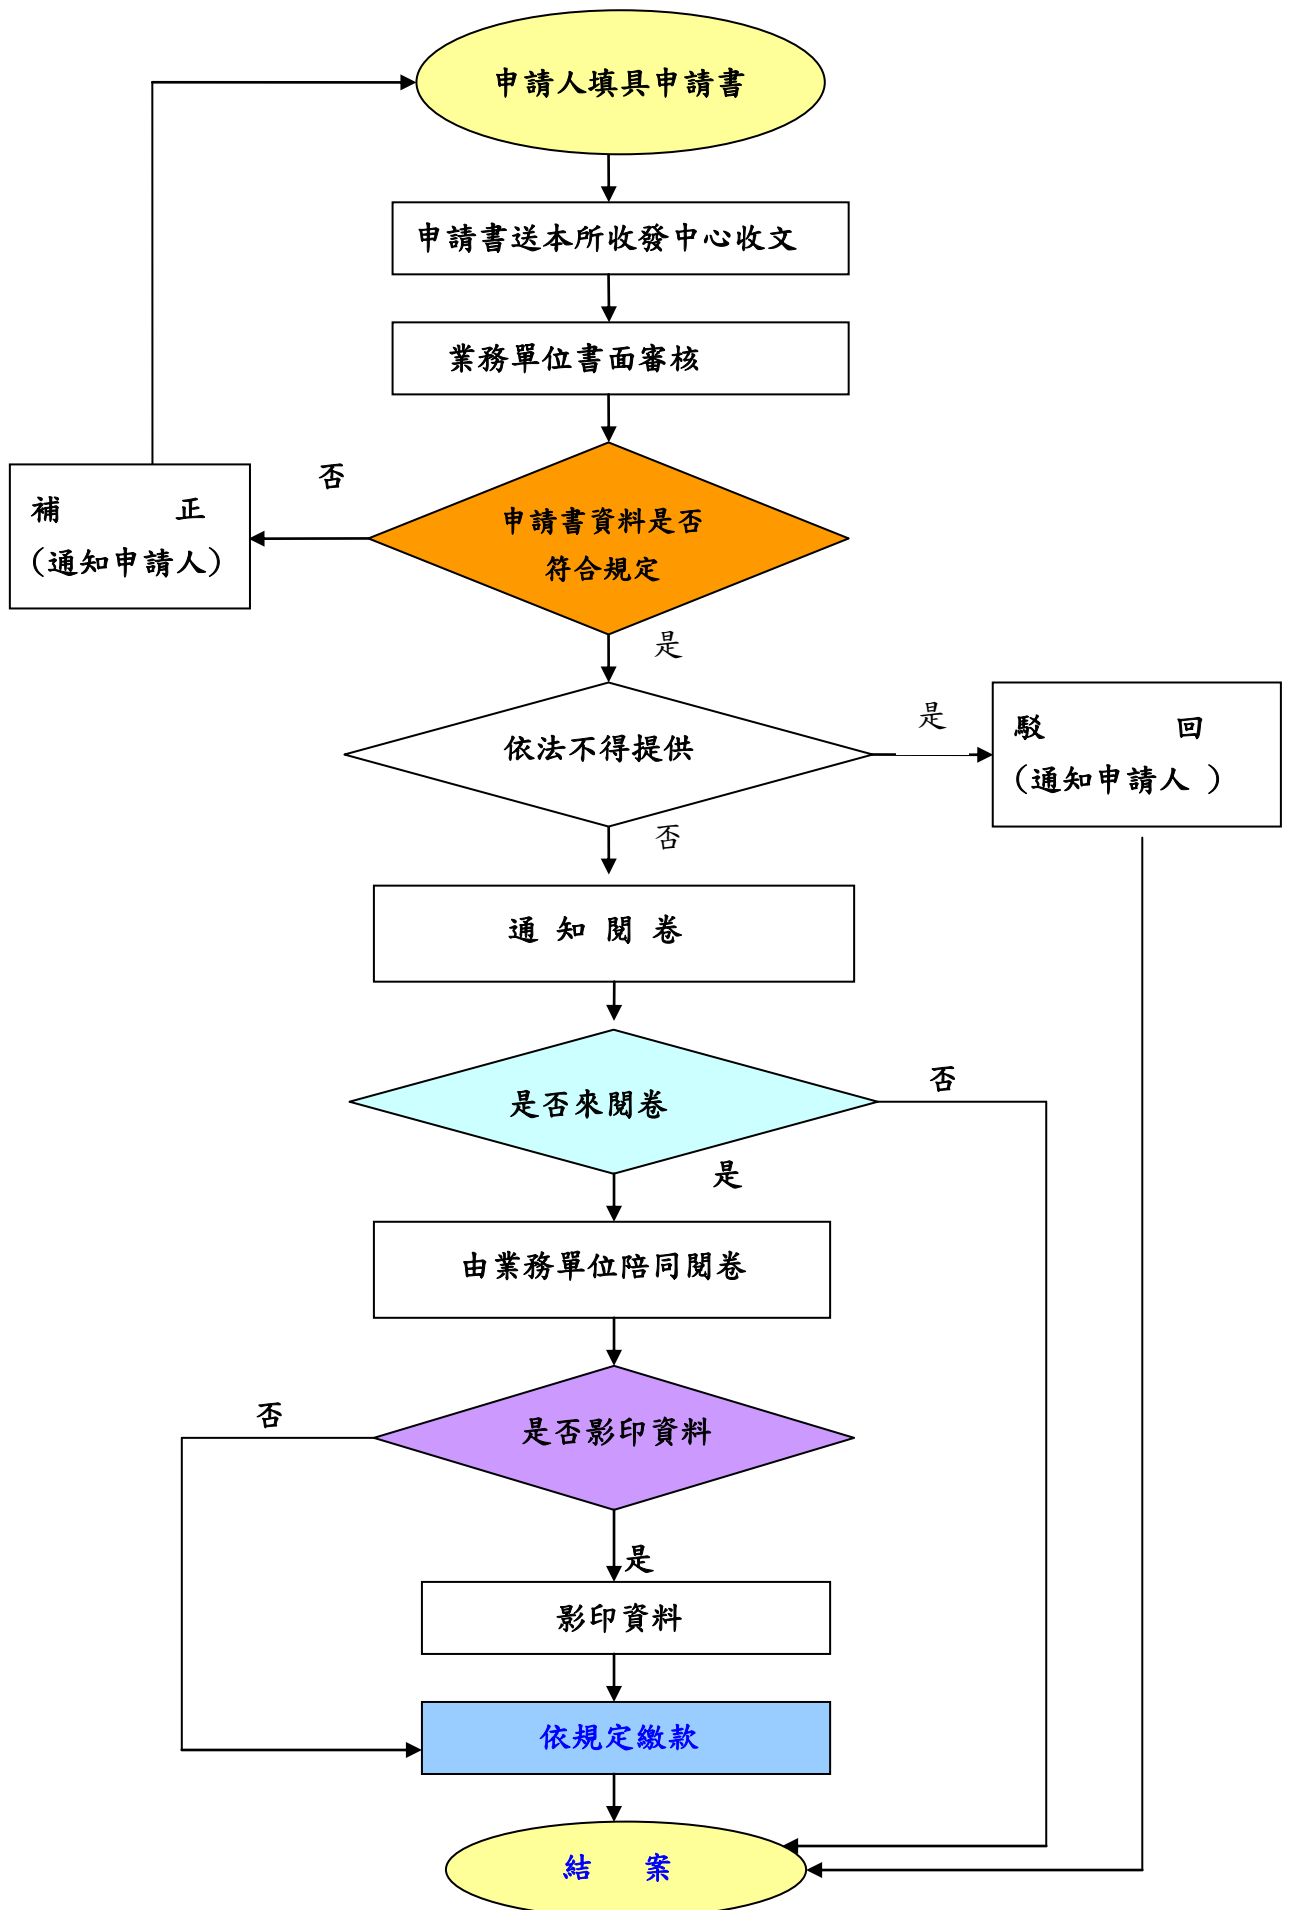 申請人填具申請書
申請書送本所收發中心收文
業務單位書面審核
否
補 正
（通知申請人）
申請書資料是否
符合規定
是
依法不得提供
是
駁 回
（通知申請人 ）
否
通 知 閱 卷
是否來閱卷
否
是
由業務單位陪同閱卷
是否影印資料
否
是
影印資料
依規定繳款
結 案